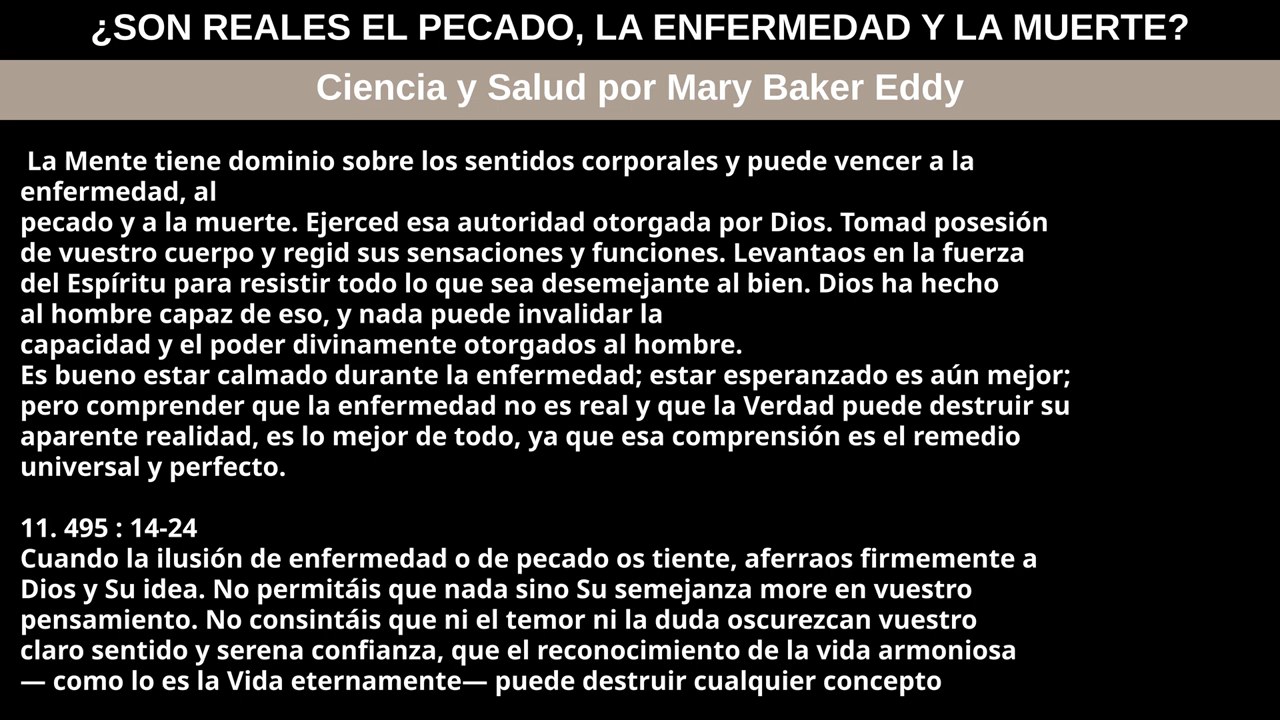 ¿SON REALES EL PECADO, LA ENFERMEDAD Y LA MUERTE?
Ciencia y Salud por Mary Baker Eddy
La Mente tiene dominio sobre los sentidos corporales y puede vencer a la
enfermedad, al
pecado y a la muerte. Ejerced esa autoridad otorgada por Dios. Tomad posesión
de vuestro cuerpo y regid sus sensaciones y funciones. Levantaos en la fuerza
del Espíritu para resistir todo lo que sea desemejante al bien. Dios ha hecho
al hombre capaz de eso, y nada puede invalidar la
capacidad y el poder divinamente otorgados al hombre.
Es bueno estar calmado durante la enfermedad; estar esperanzado es aún mejor;
pero comprender que la enfermedad no es real y que la Verdad puede destruir su
aparente realidad, es lo mejor de todo, ya que esa comprensión es el remedio
universal y perfecto.
11. 495 : 14-24
Cuando la ilusión de enfermedad o de pecado os tiente, aferraos firmemente a
Dios y Su idea. No permitáis que nada sino Su semejanza more en vuestro
pensamiento. No consintáis que ni el temor ni la duda oscurezcan vuestro
claro sentido y serena confianza, que el reconocimiento de la vida armoniosa
— como lo es la Vida eternamente— puede destruir cualquier concepto